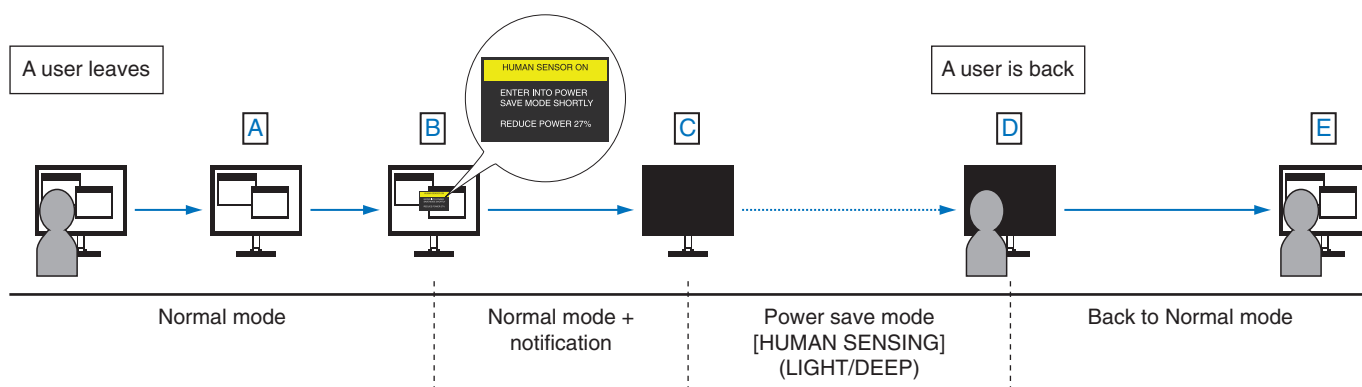 A user leaves
HUMAN SENSOR ON
ENTER INTO POWER
SAVE MODE SHORTLY
REDUCE POWER 27%
A user is back
A
B
C
D
E
Normal mode
Normal mode +
notification
Power save mode
[HUMAN SENSING]
(LIGHT/DEEP)
Back to Normal mode